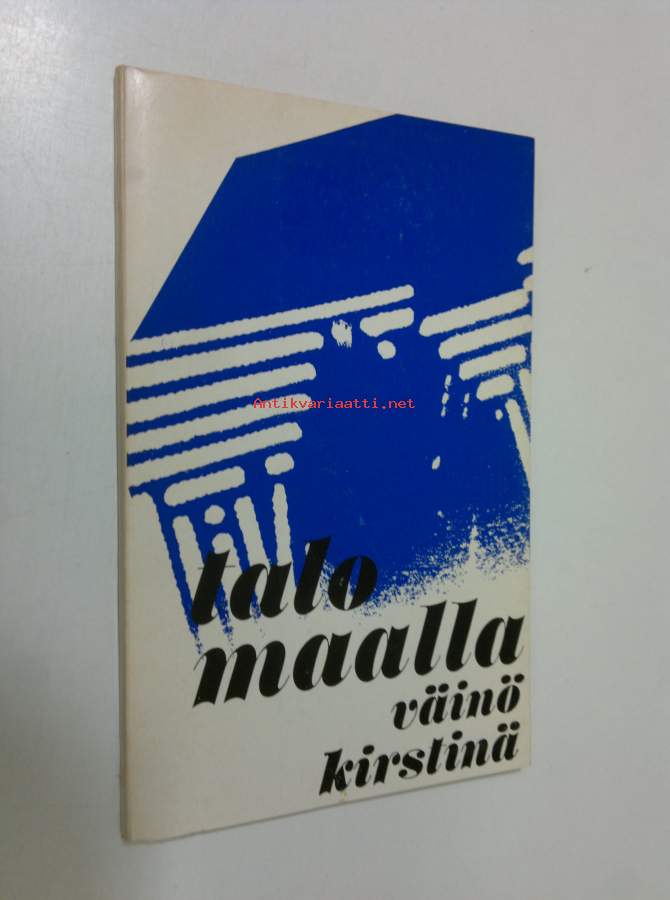 Antikvariaatti.net
talo
maalla
väinö
kirstinä